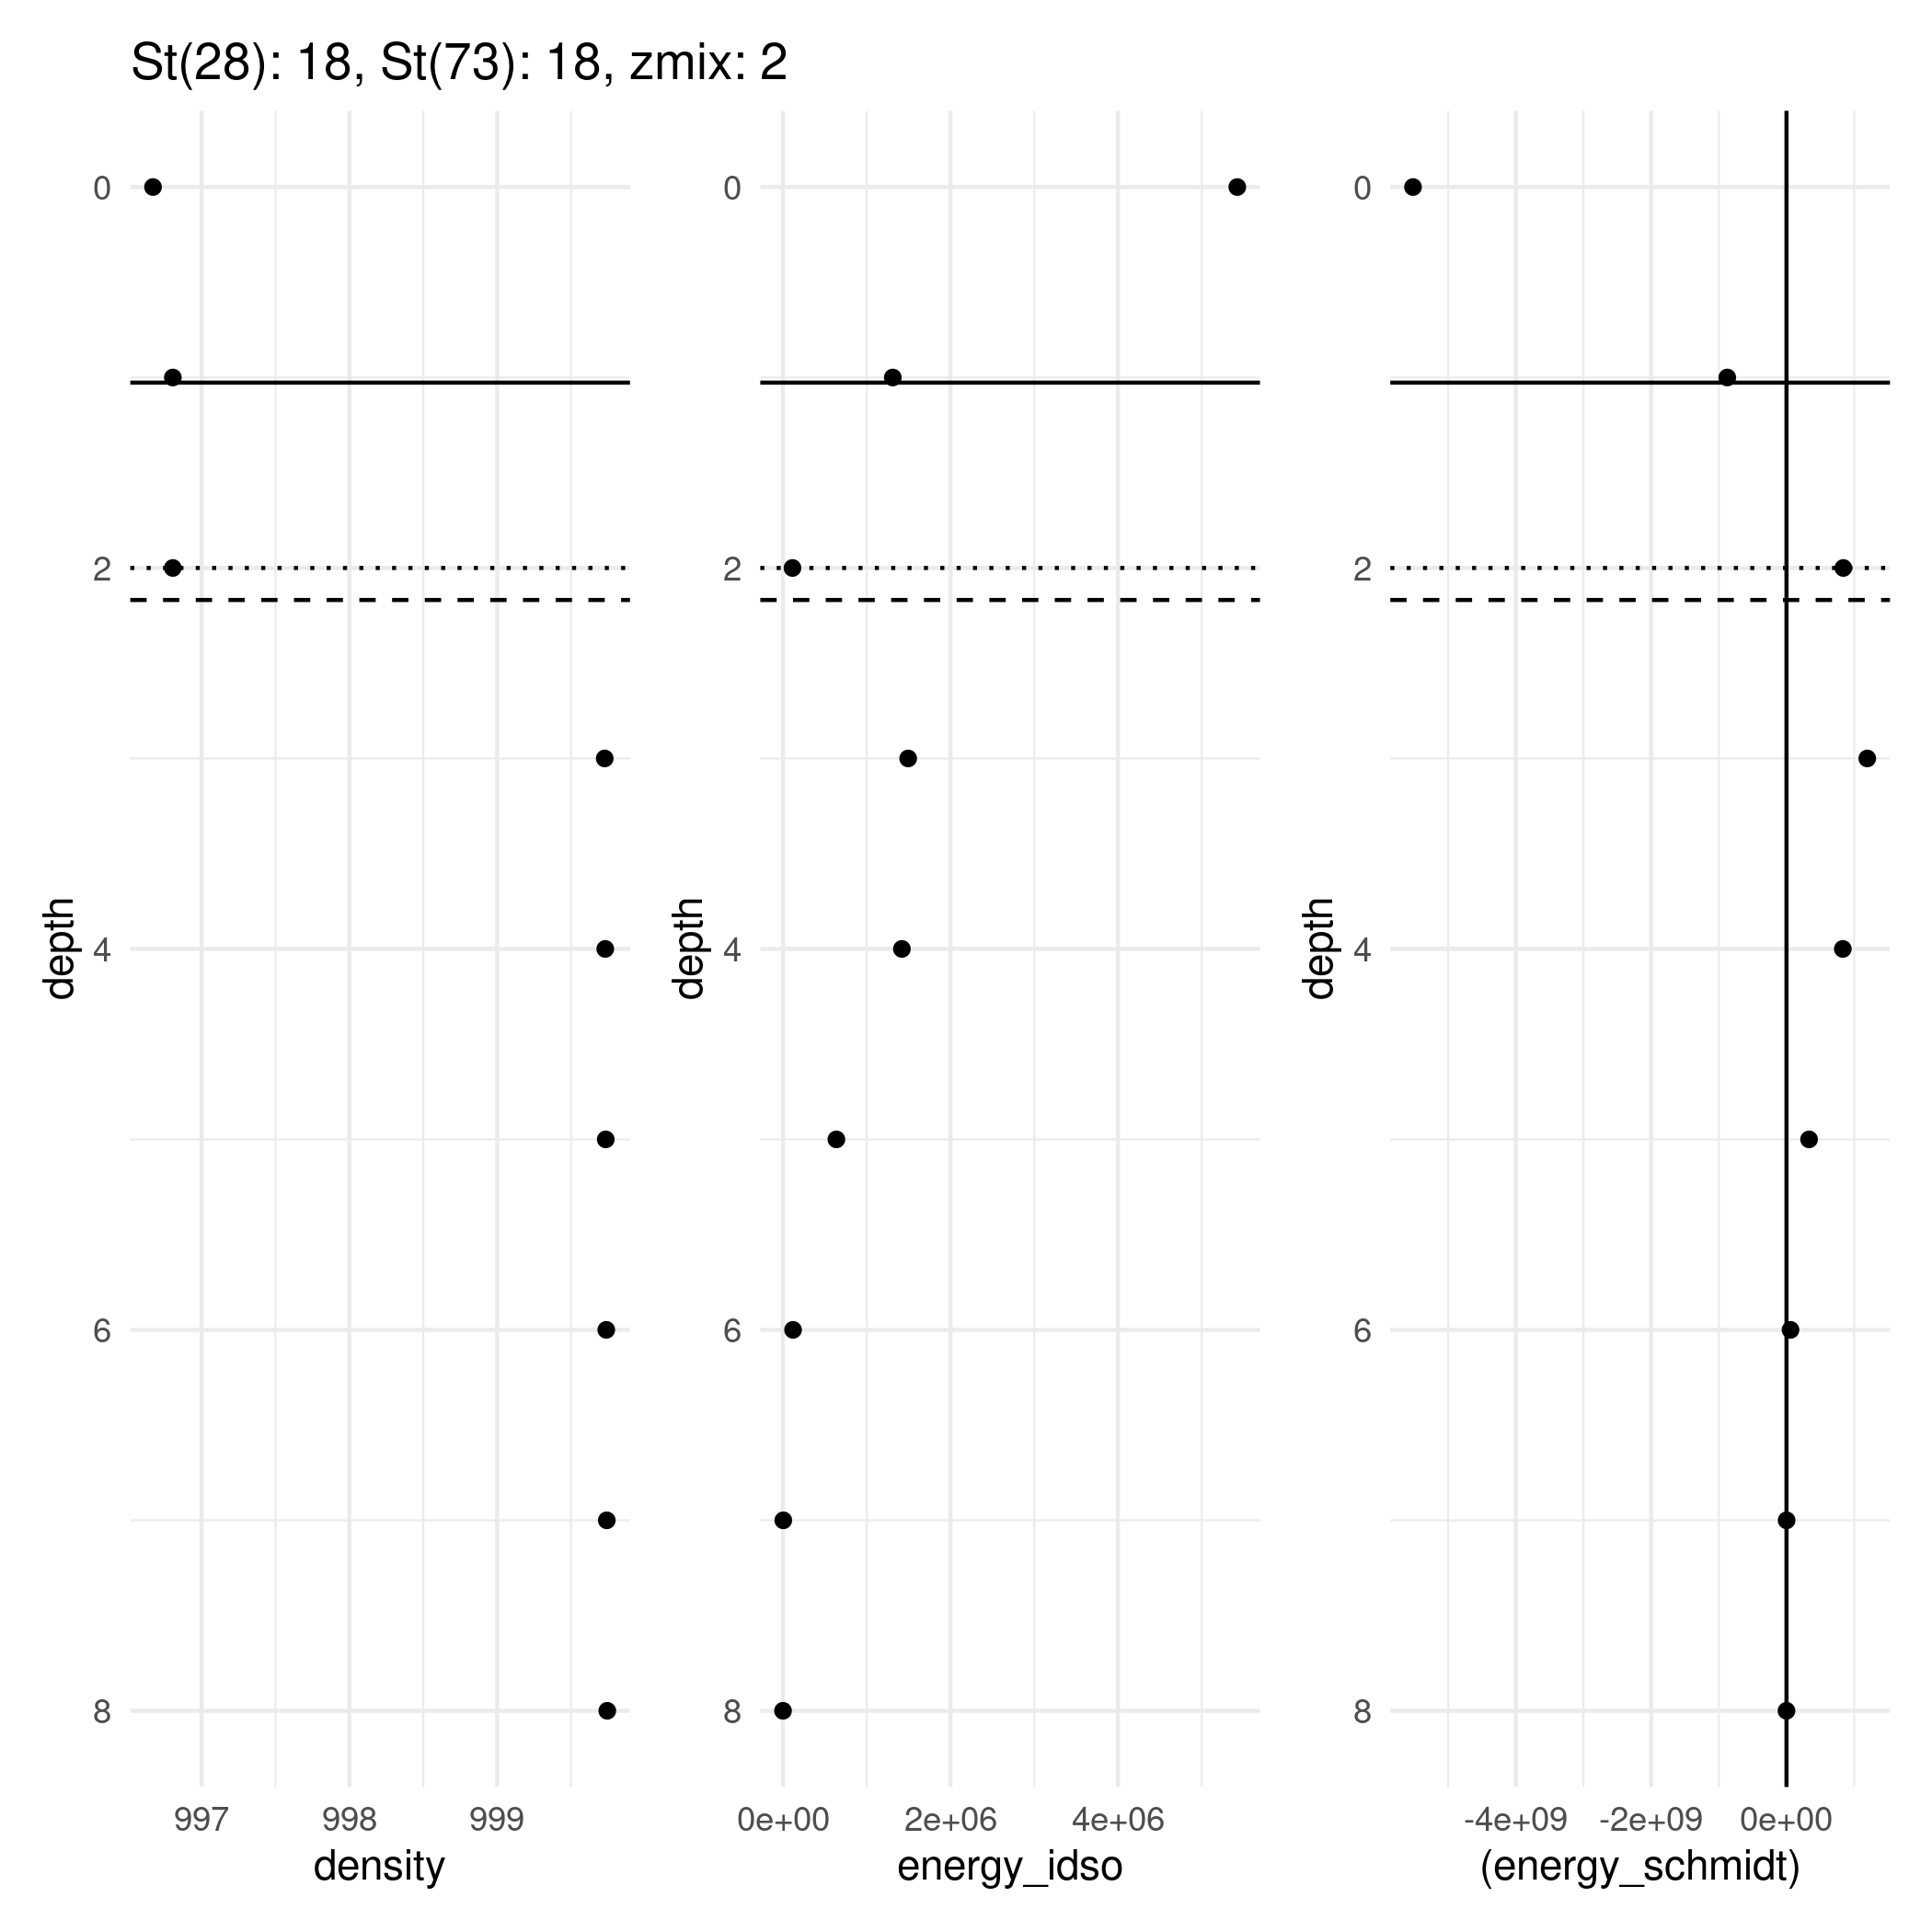 St(28): 18, St(73): 18, zmix: 2
depth
0
2
4
6
8
997 998 999
density
depth
0
2
4
6
8
0e+00 2e+06 4e+06
energy_idso
depth
0
2
4
6
8
-4e+09 -2e+09 0e+00
(energy_schmidt)